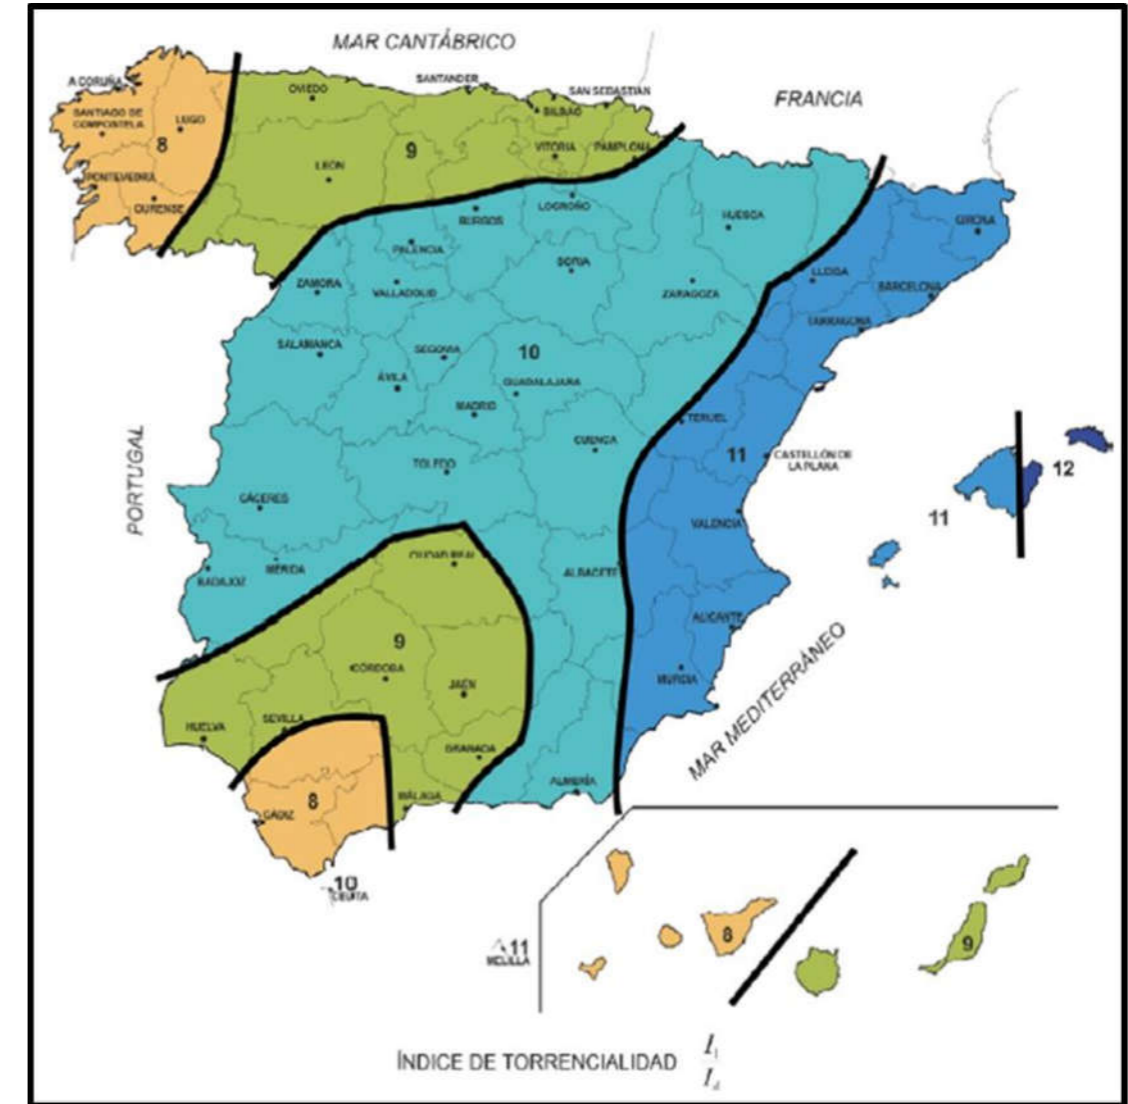 MAR CANTÁBRICO
A CORUÑA
SANTANDER
SAN SEBASTIAN
FRANCIA
OVIEDO
BILBAO
SANTIAGO DE
COMPOSTELA
LUGO
8
9
VITORIA
PAMPLONA
LEÓN
PONTEVEDRA
OURENSE
LOGROÑO
BURGOS
HUESCA
GIRONA
PALENCIA
SORIA
LLEIDA
ZAMORA
VALLADOLID
ZARAGOZA
BARCELONA
TARRAGONA
SALAMANCA
SEGOVIA
10
ÁVILA
GUADALAJARA
MADRID
TERUEL
PORTUGAL
CUENCA
11
CASTELLÓN DE
LA PLANA
12
TOLEDO
CÁCERES
VALENCIA
11
CIUDAD REAL
BADAJOZ
MÉRIDA
ALBACETE
ALICANTE
9
CÓRDOBA
JAÉN
MURCIA
MAR MEDITERRÁNEO
HUELVA
SEVILLA
GRANADA
ALMERÍA
MÁLAGA
CÁDIZ
8
10
CEUTA
11
MELILLA
8
9
ÍNDICE DE TORRENCIALIDAD
I₁
I_d